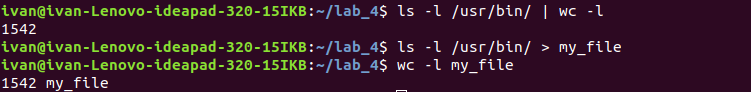 ivan@ivan-Lenovo-ideapad-320-15IKB:~/lab_4$ ls -l /usr/bin/ | wc -l
1542
ivan@ivan-Lenovo-ideapad-320-15IKB:~/lab_4$ ls -l /usr/bin/ > my_file
ivan@ivan-Lenovo-ideapad-320-15IKB:~/lab_4$ wc -l my_file
1542 my_file